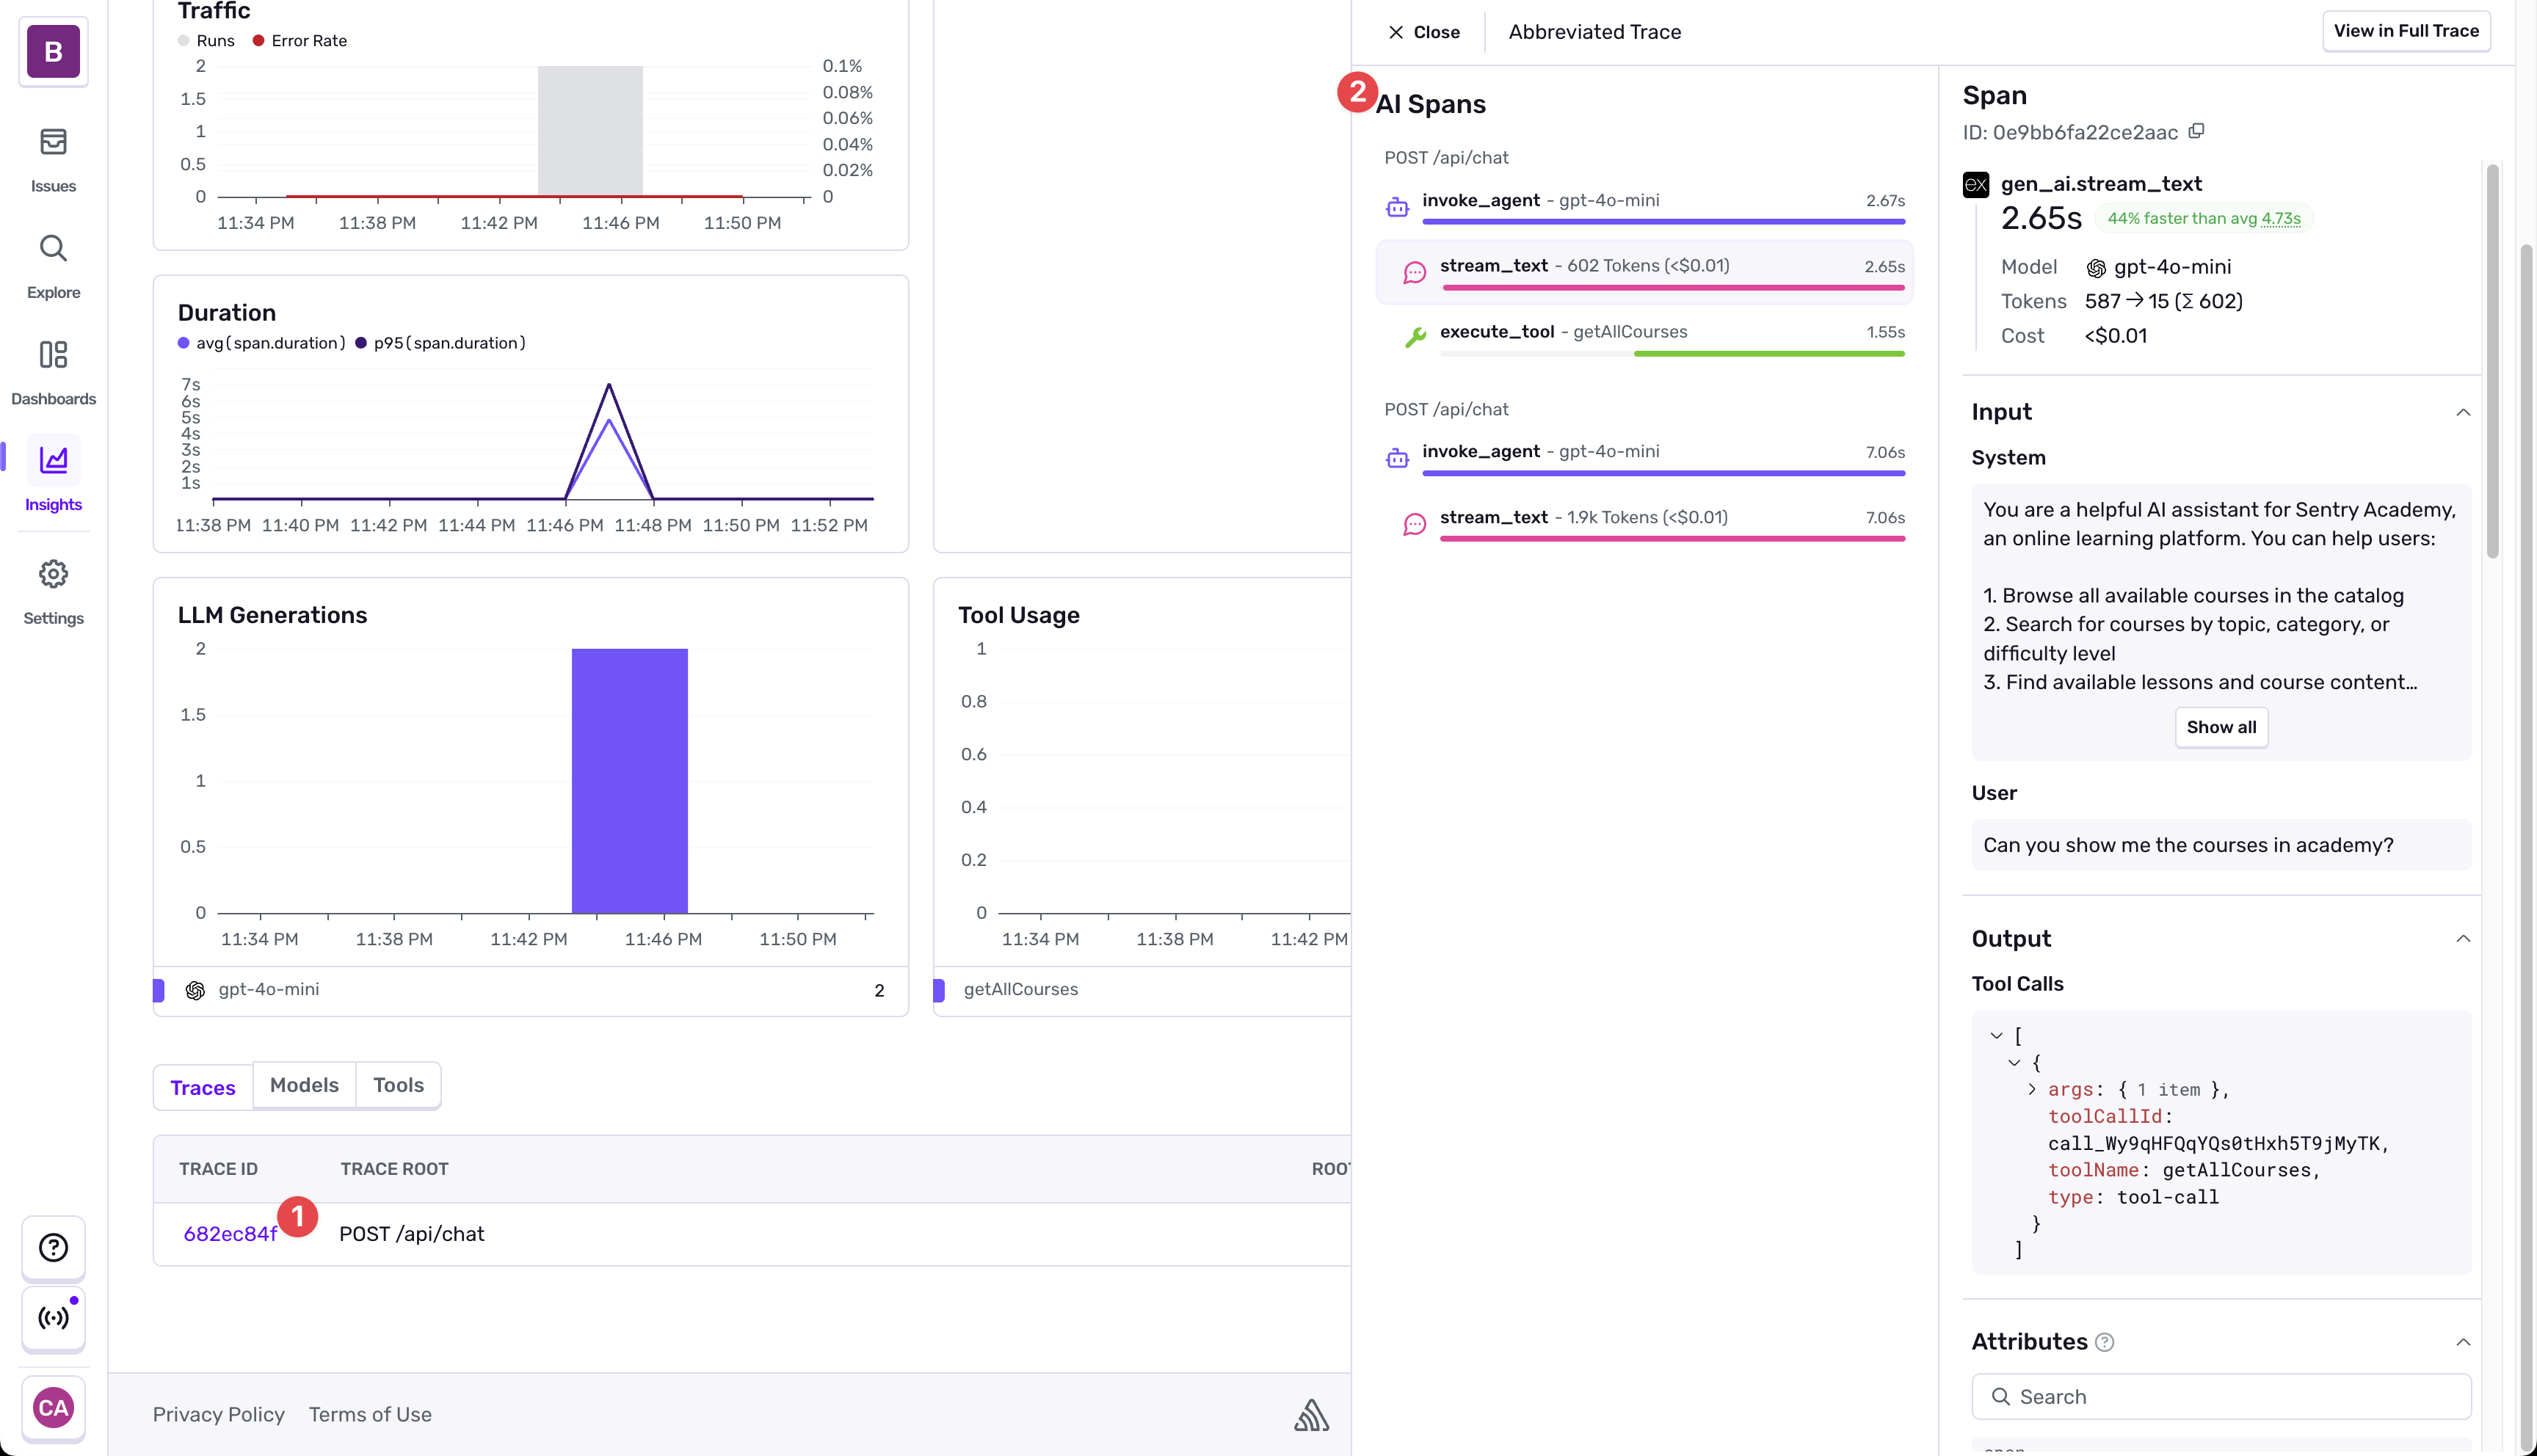 B
Issues
Explore
Dashboards
Insights
Settings
CA
Traffic
Runs Error Rate
2
1.5
1
0.5
0
0.1%
0.08%
0.06%
0.04%
0.02%
0
11:34 PM 11:38 PM 11:42 PM 11:46 PM 11:50 PM
Duration
avg(span.duration) p95(span.duration)
7s
6s
5s
4s
3s
2s
1s
11:38 PM 11:40 PM 11:42 PM 11:44 PM 11:46 PM 11:48 PM 11:50 PM 11:52 PM
LLM Generations
2
1.5
1
0.5
0
11:34 PM 11:38 PM 11:42 PM 11:46 PM 11:50 PM
gpt-4o-mini 2
Tool Usage
1
0.8
0.6
0.4
0.2
0
11:34 PM 11:38 PM 11:42 PM
getAllCourses
Traces Models Tools
TRACE ID TRACE ROOT ROOT
682ec84f 1 POST /api/chat
Privacy Policy Terms of Use
Close Abbreviated Trace View in Full Trace
2
AI Spans
POST /api/chat
invoke_agent - gpt-4o-mini 2.67s
stream_text - 602 Tokens (<$0.01) 2.65s
execute_tool - getAllCourses 1.55s
POST /api/chat
invoke_agent - gpt-4o-mini 7.06s
stream_text - 1.9k Tokens (<$0.01) 7.06s
Span
ID: 0e9bb6fa22ce2aac
ex gen_ai.stream_text
2.65s 44% faster than avg 4.73s
Model gpt-4o-mini
Tokens 587 → 15 (Σ 602)
Cost <$0.01
Input
System
You are a helpful AI assistant for Sentry Academy,
an online learning platform. You can help users:
1. Browse all available courses in the catalog
2. Search for courses by topic, category, or
difficulty level
3. Find available lessons and course content…
Show all
User
Can you show me the courses in academy?
Output
Tool Calls
[
{
args: { 1 item },
toolCallId:
call_Wy9qHFQqYQs0tHxh5T9jMyTK,
toolName: getAllCourses,
type: tool-call
}
]
Attributes ?
Search